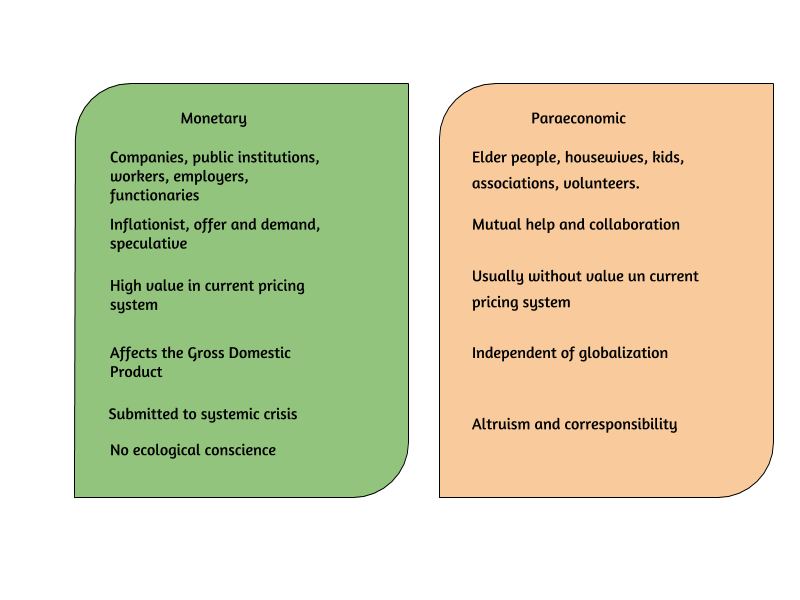 Monetary
Companies, public institutions,
workers, employers,
functionaries
Inflationist, offer and demand,
speculative
High value in current pricing
system
Affects the Gross Domestic
Product
Submitted to systemic crisis
No ecological conscience
Paraeconomic
Elder people, housewives, kids,
associations, volunteers.
Mutual help and collaboration
Usually without value un current
pricing system
Independent of globalization
Altruism and corresponsibility